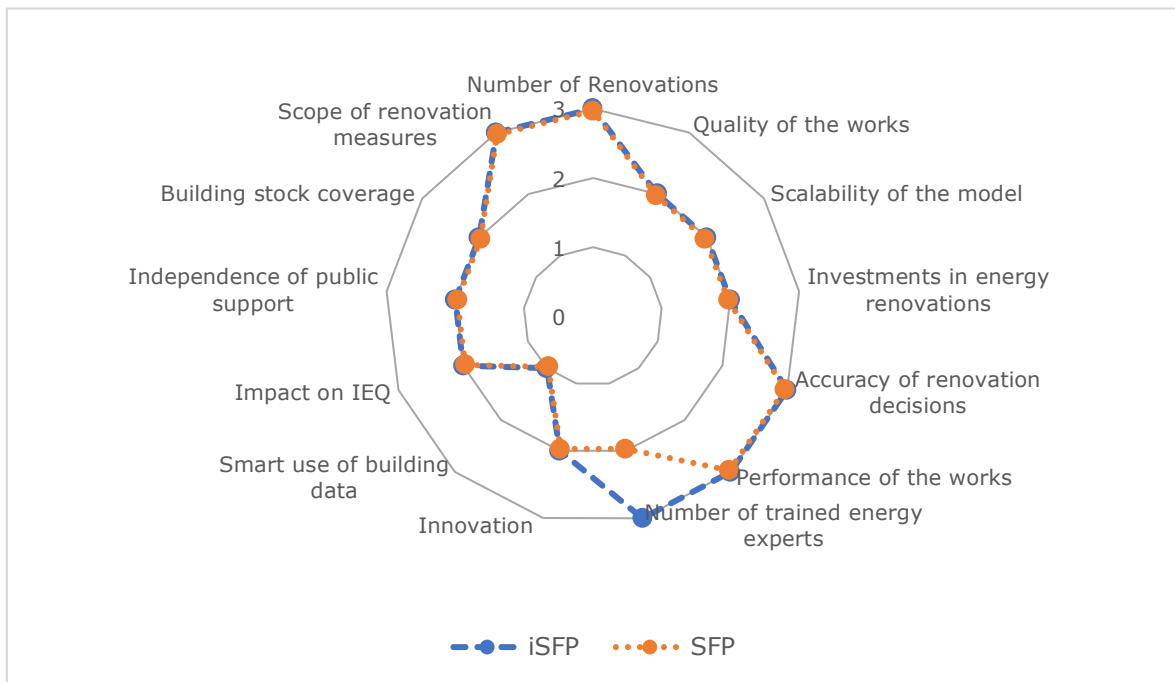 Number of Renovations
Scope of renovation
measures
3
Quality of the works
Building stock coverage
2
Scalability of the model
1
Independence of public
support
Investments in energy
renovations
0
Impact on IEQ
Accuracy of renovation
decisions
Smart use of building
data
Performance of the works
Innovation
Number of trained energy
experts
iSFP
SFP